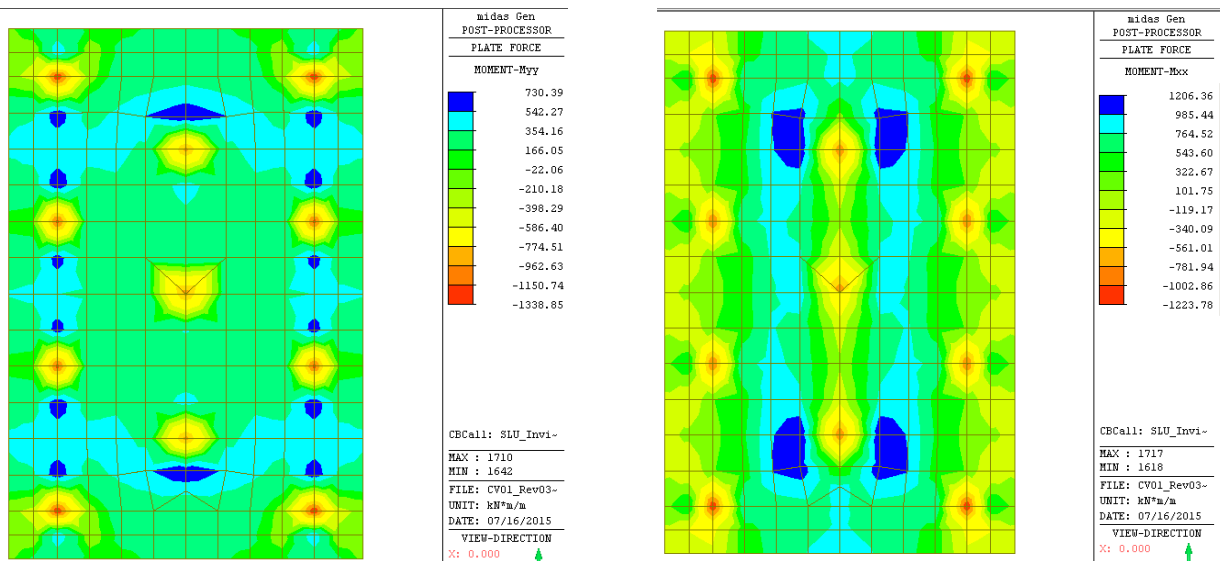 midas Gen
POST-PROCESSOR
PLATE FORCE
MOMENT-Myy
730.39
542.27
354.16
166.05
-22.06
-210.18
-398.29
-586.40
-774.51
-962.63
-1150.74
-1338.85
CBCall: SLU_Invi~
MAX : 1710
MIN : 1642
FILE: CV01_Rev03~
UNIT: kN*m/m
DATE: 07/16/2015
VIEW-DIRECTION
X: 0.000
midas Gen
POST-PROCESSOR
PLATE FORCE
MOMENT-Mxx
1206.36
985.44
764.52
543.60
322.67
101.75
-119.17
-340.09
-561.01
-781.94
-1002.86
-1223.78
CBCall: SLU_Invi~
MAX : 1717
MIN : 1618
FILE: CV01_Rev03~
UNIT: kN*m/m
DATE: 07/16/2015
VIEW-DIRECTION
X: 0.000